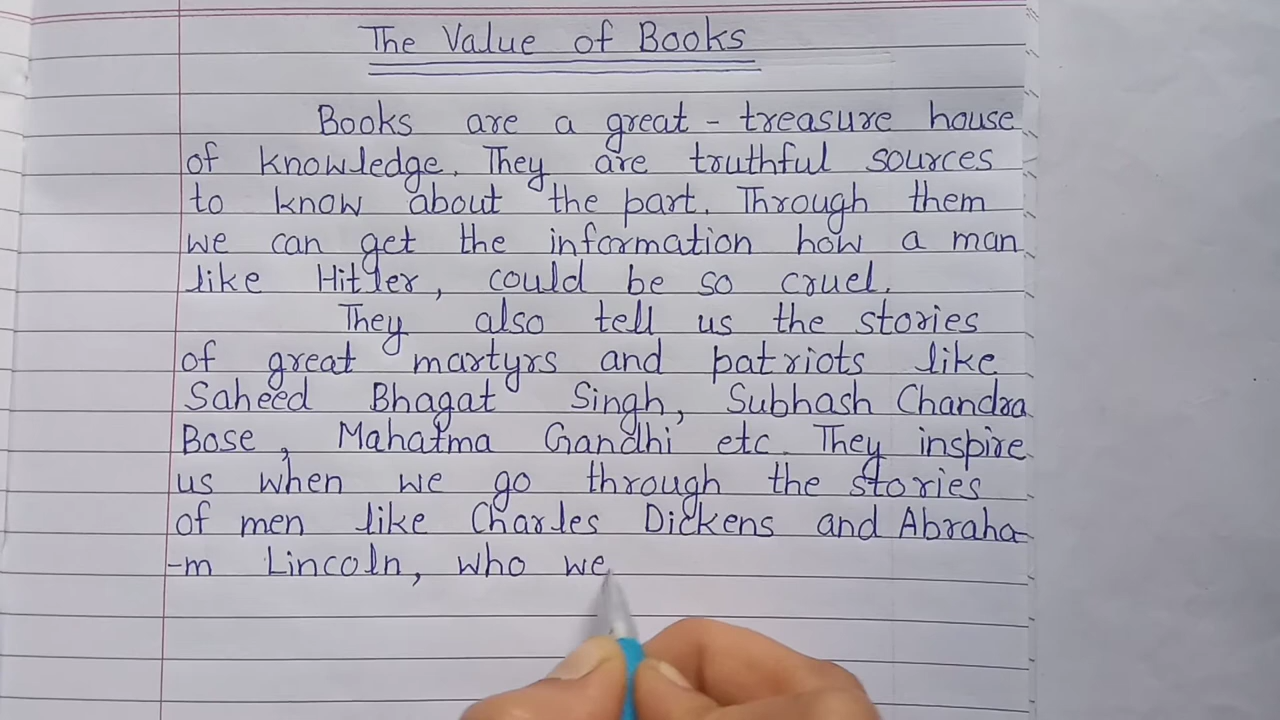 The Value of Books
Books are a great - treasure house
of knowledge. They are truthful sources
to know about the part. Through them
we can get the information how a man
like Hitler, could be so cruel.
They also tell us the stories
of great martyrs and patriots like
Saheed Bhagat Singh, Subhash Chandra
Bose, Mahatma Gandhi etc. They inspire
us when we go through the stories
of men like Charles Dickens and Abraha-
-m Lincoln, who we